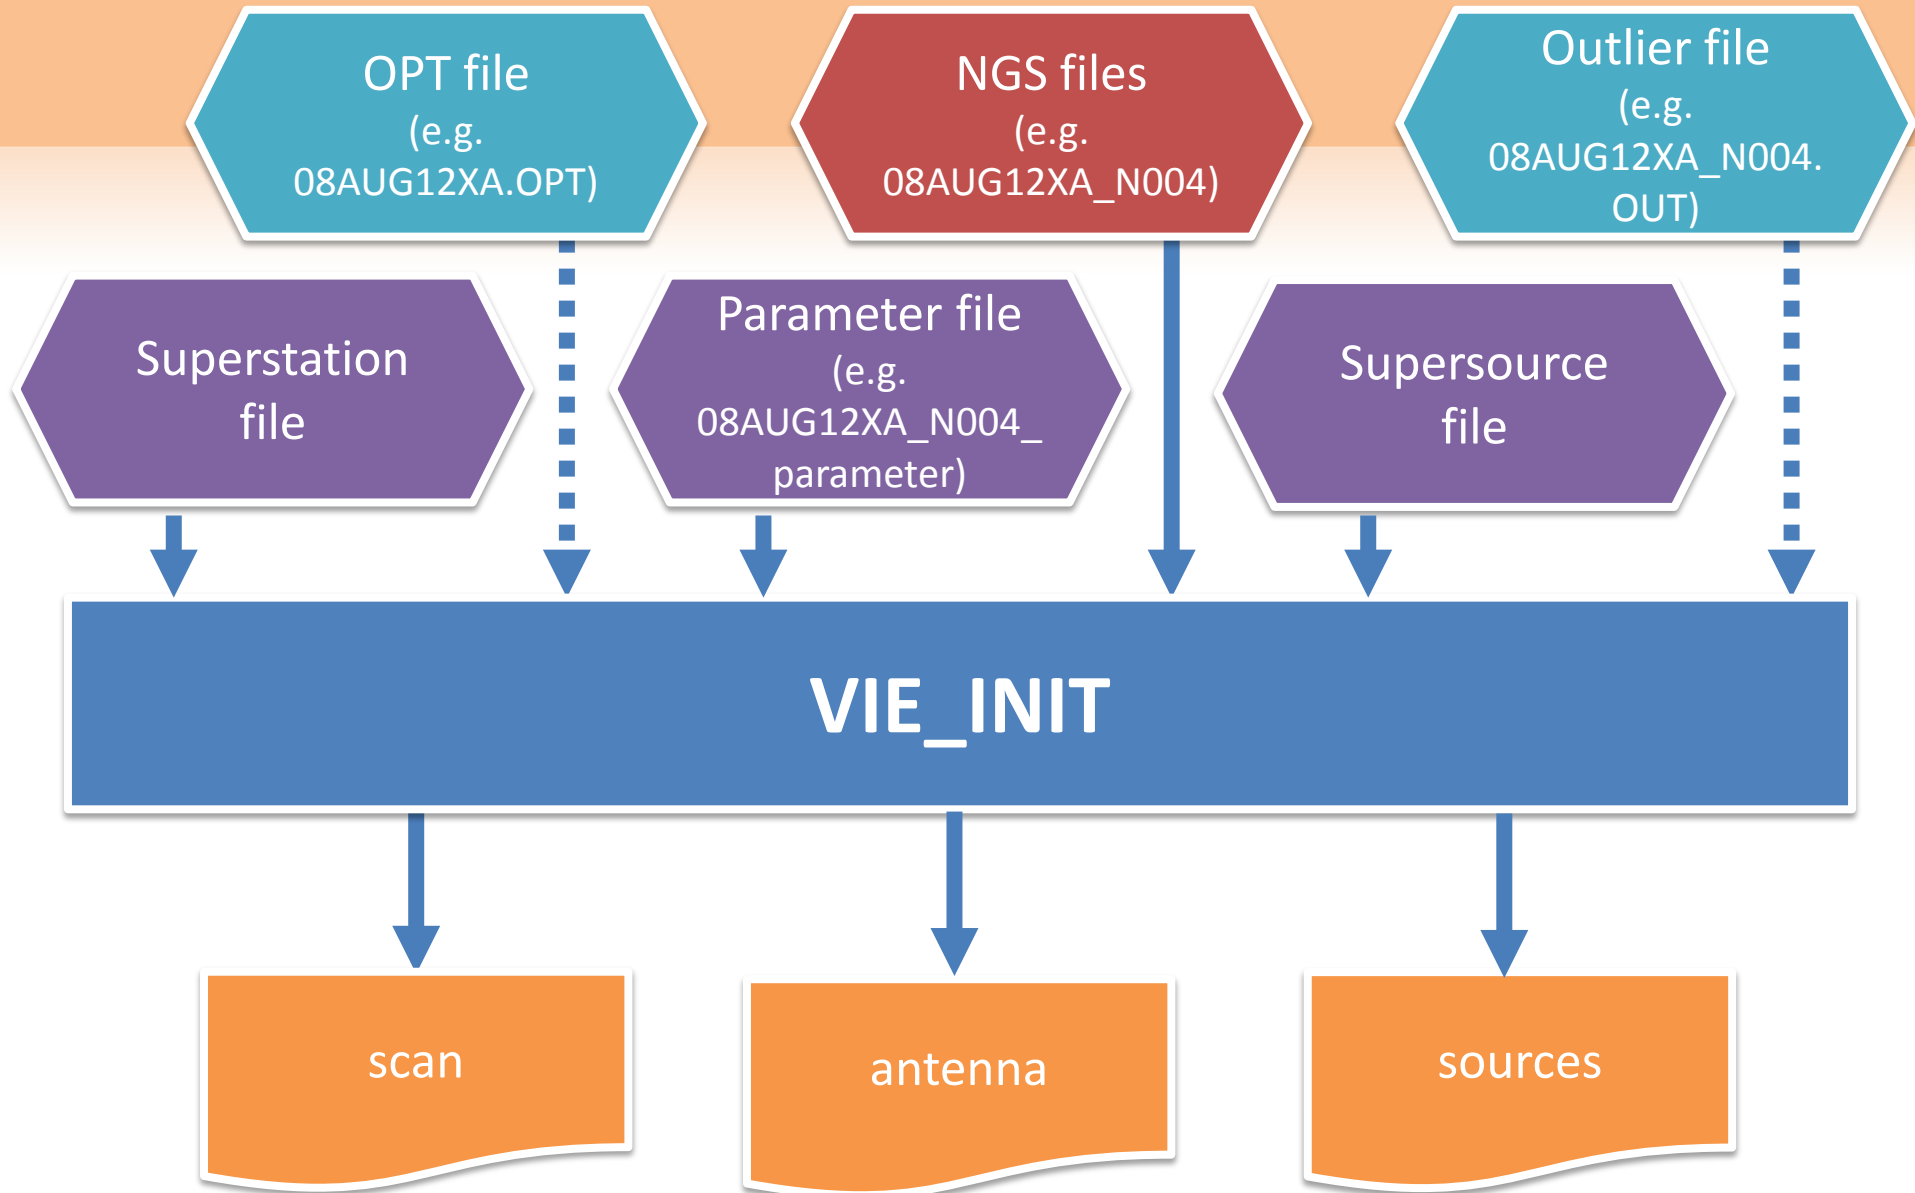 OPT file
(e.g.
08AUG12XA.OPT)
NGS files
(e.g.
08AUG12XA_N004)
Outlier file
(e.g.
08AUG12XA_N004.
OUT)
Superstation
file
Parameter file
(e.g.
08AUG12XA_N004_
parameter)
Supersource
file
VIE_INIT
scan
antenna
sources